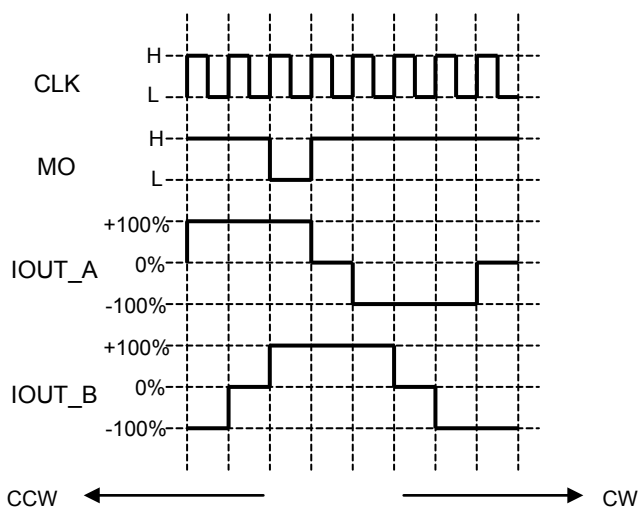 H
CLK
L
H
MO
L
+100%
IOUT_A
0%
-100%
+100%
IOUT_B
0%
-100%
CCW
CW